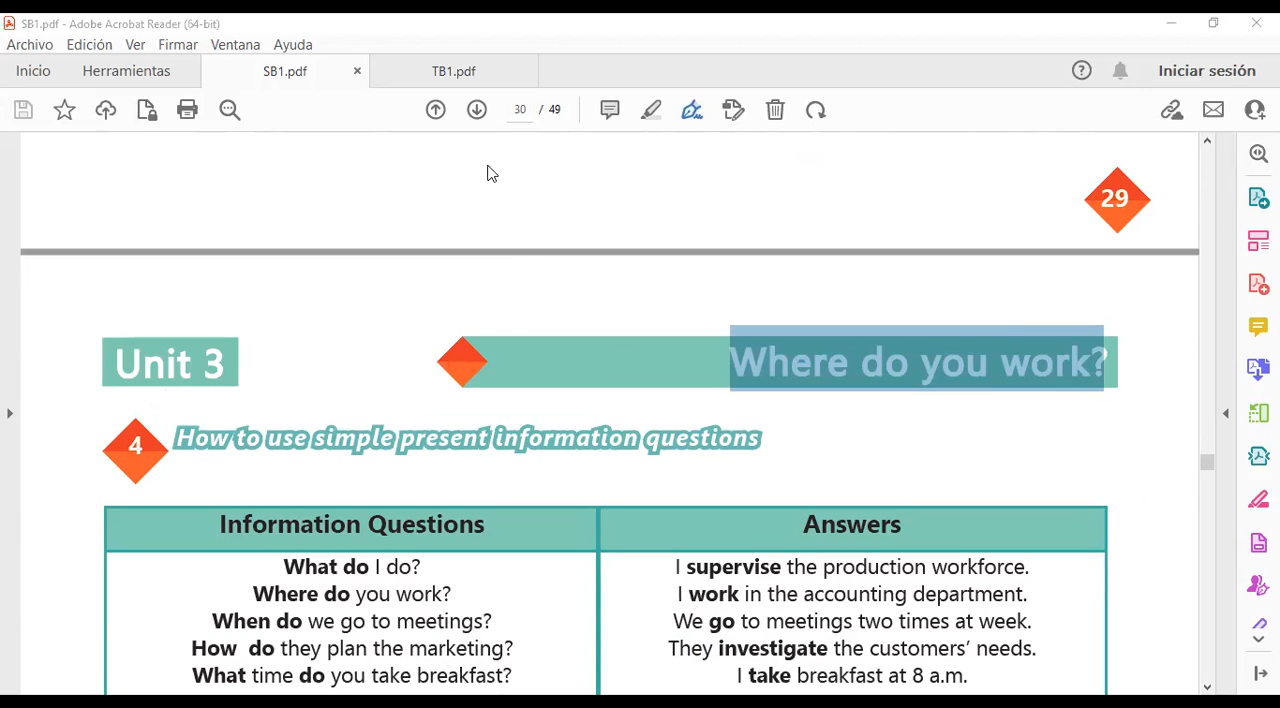 SB1.pdf - Adobe Acrobat Reader (64-bit)
Archivo Edición Ver Firmar Ventana Ayuda
Inicio Herramientas SB1.pdf × TB1.pdf Iniciar sesión
30 / 49
29
Unit 3 Where do you work?
4 How to use simple present information questions
Information Questions Answers
What do I do? I supervise the production workforce.
Where do you work? I work in the accounting department.
When do we go to meetings? We go to meetings two times at week.
How do they plan the marketing? They investigate the customers’ needs.
What time do you take breakfast? I take breakfast at 8 a.m.